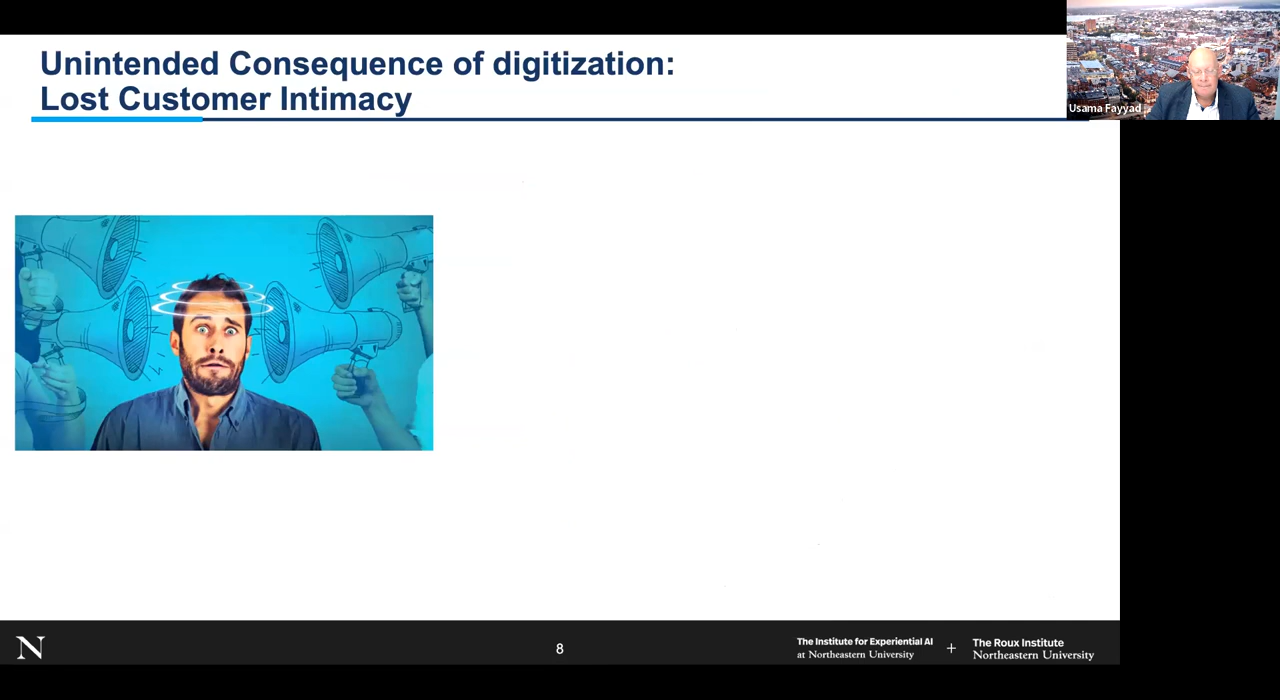 Unintended Consequence of digitization:
Lost Customer Intimacy
Usama Fayyad
N
8
The Institute for Experiential AI
at Northeastern University
+
The Roux Institute
Northeastern University